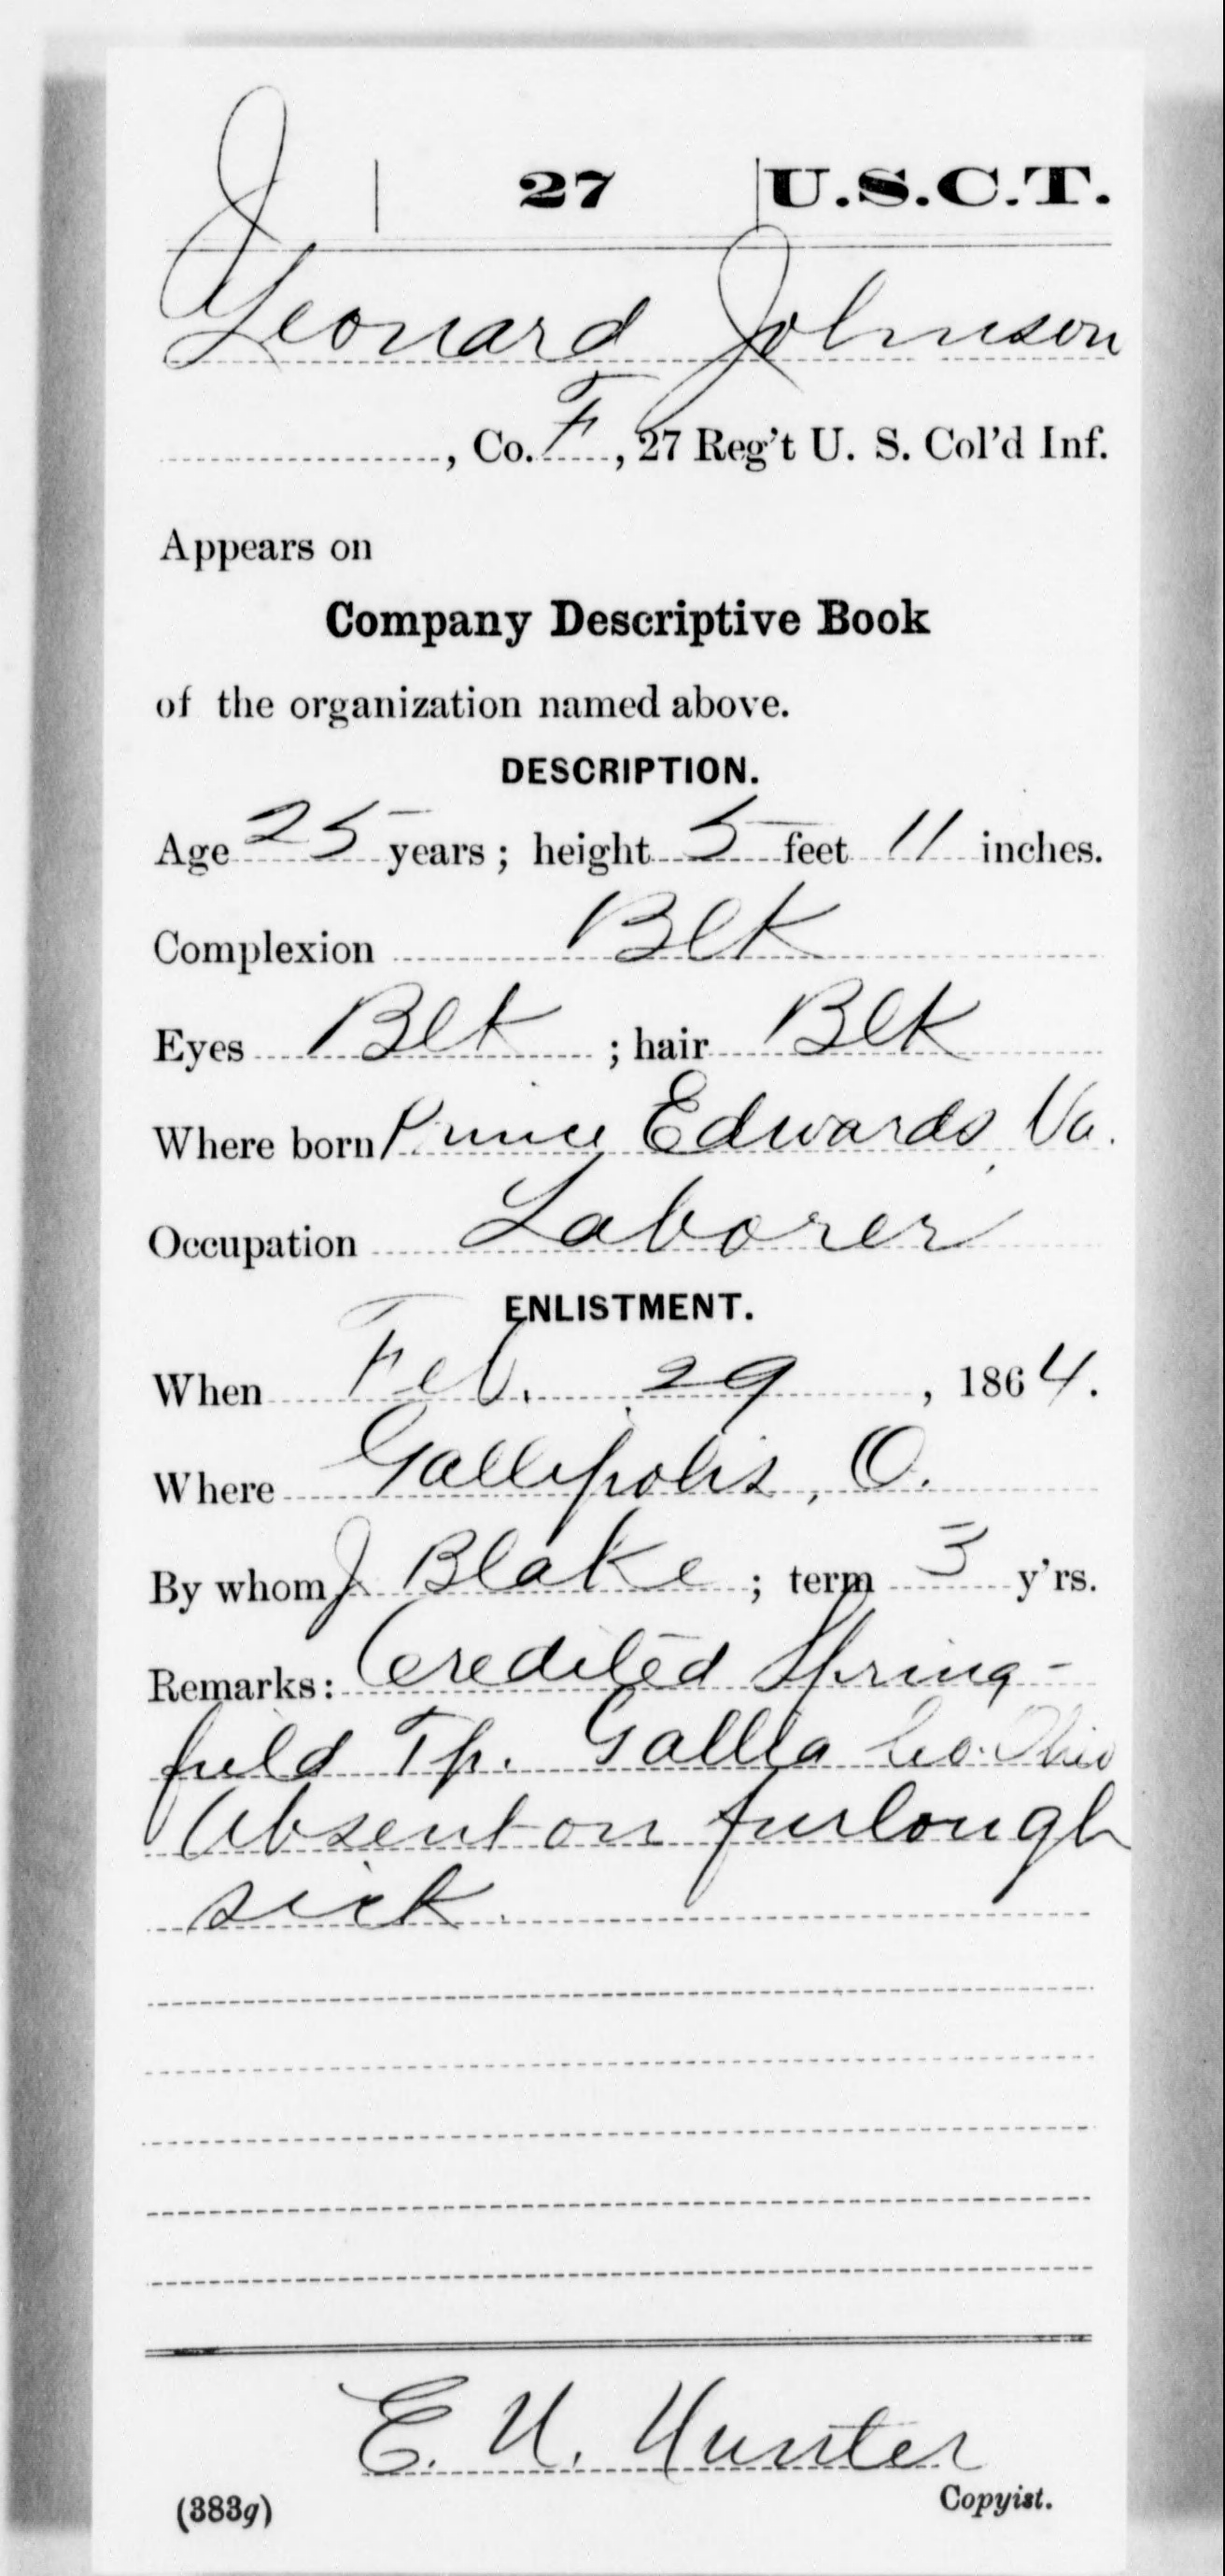 J | 27 | U.S.C.T.
Leonard Johnson
, Co. F, 27 Reg't U. S. Col'd Inf.
Appears on
Company Descriptive Book
of the organization named above.
DESCRIPTION.
Age 25 years; height 5 feet 11 inches.
Complexion Blk
Eyes Blk ; hair Blk
Where born Prince Edwards, Va.
Occupation Laborer
ENLISTMENT.
When Feb. 29, 1864.
Where Gallipolis, O.
By whom J Blake ; term 3 y'rs.
Remarks: Credited Spring-
field Tp. Gallia Co. Ohio
Absent on furlough
sick
E. H. Hunter
Copyist.
(383g)